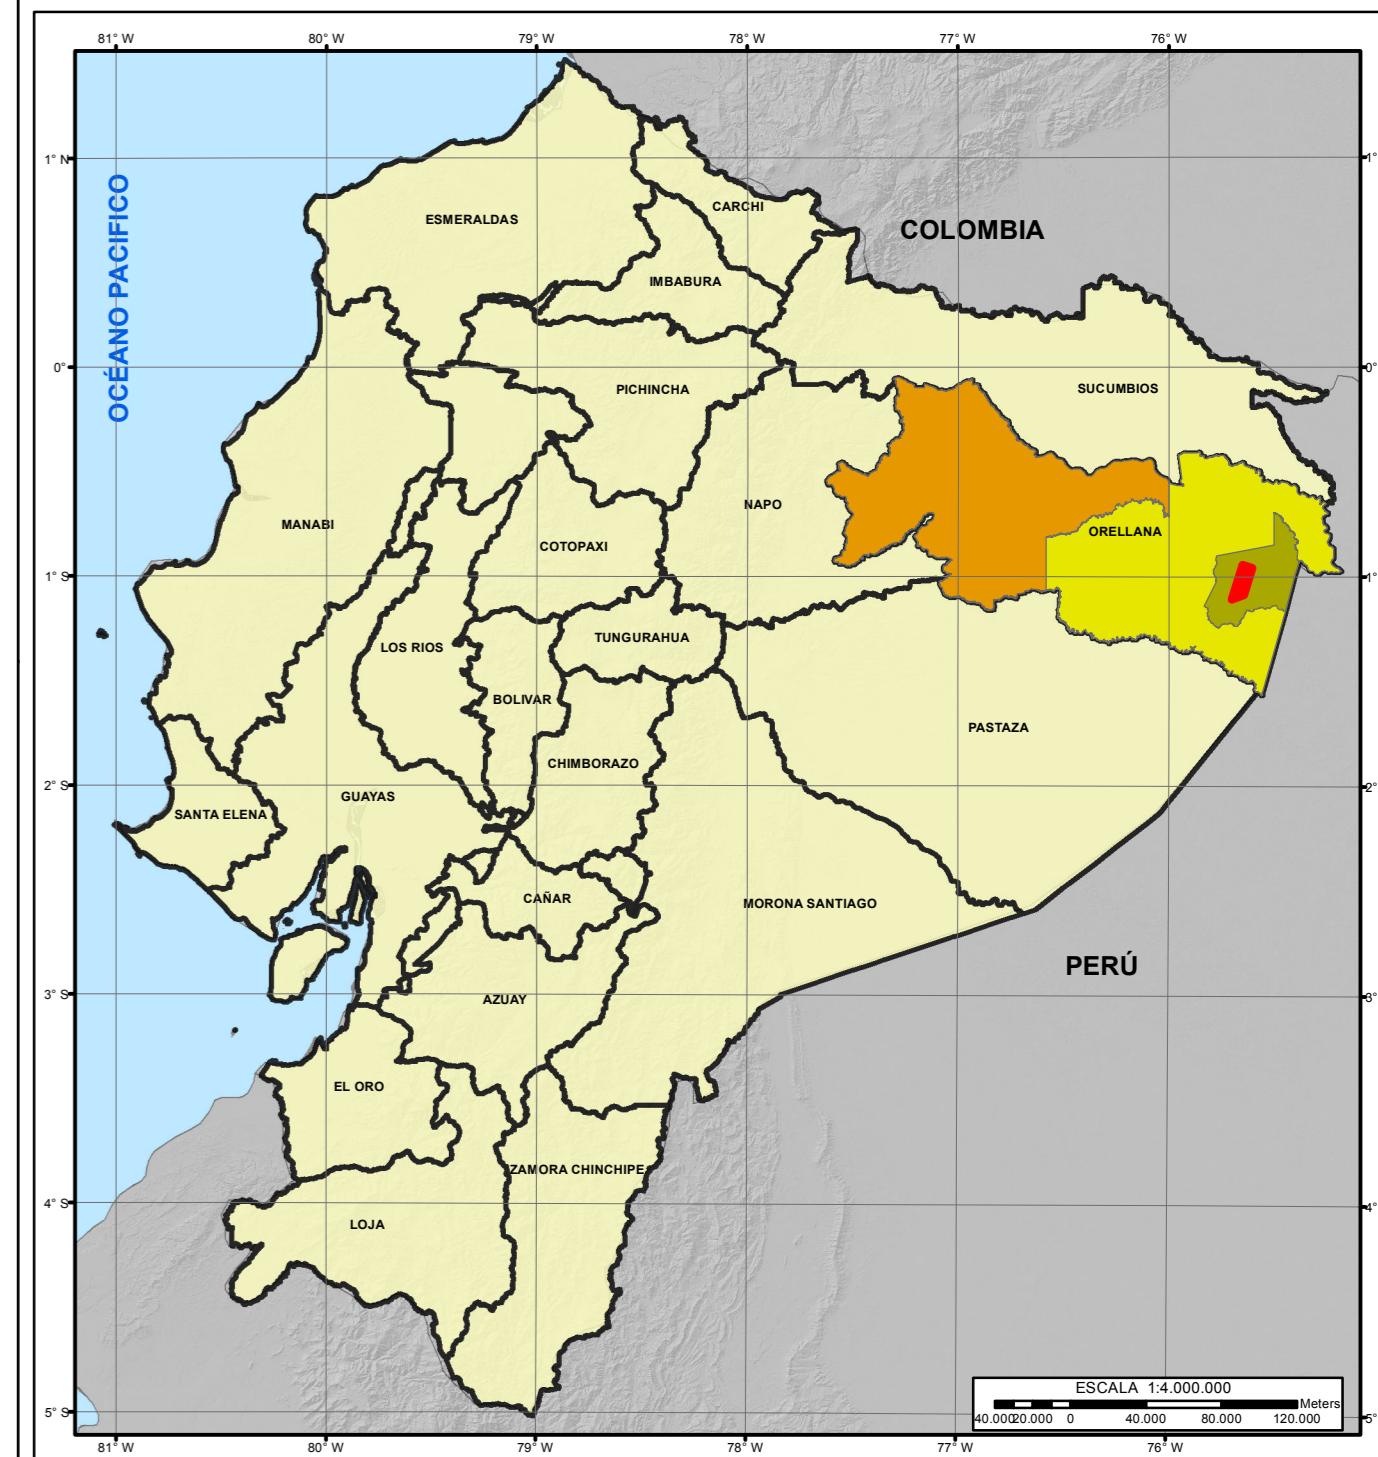 81° W 80° W 79° W 78° W 77° W 76° W
1° N 1°
OCÉANO PACIFICO
CARCHI
ESMERALDAS
COLOMBIA
IMBABURA
0° 0°
PICHINCHA
SUCUMBIOS
NAPO
MANABI
ORELLANA
COTOPAXI
1° S 1°
TUNGURAHUA
LOS RIOS
BOLIVAR
PASTAZA
CHIMBORAZO
2° S 2°
GUAYAS
SANTA ELENA
CAÑAR
MORONA SANTIAGO
PERÚ
3° S 3°
AZUAY
EL ORO
ZAMORA CHINCHIPE
4° S 4°
LOJA
ESCALA 1:4.000.000
Meters
40.000 20.000 0 40.000 80.000 120.000
5° S 5°
81° W 80° W 79° W 78° W 77° W 76° W